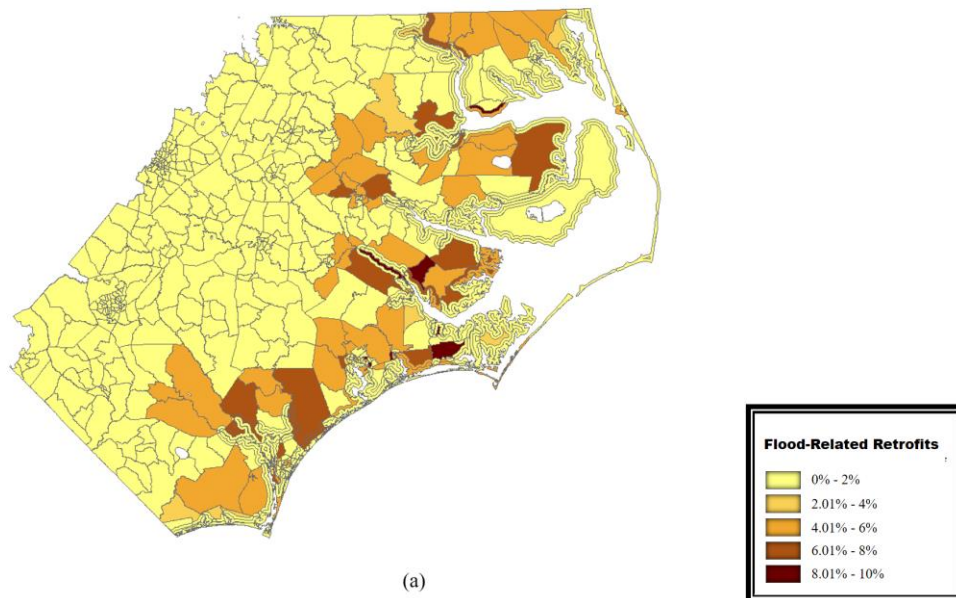 Flood-Related Retrofits
0% - 2%
2.01% - 4%
4.01% - 6%
6.01% - 8%
8.01% - 10%
(a)